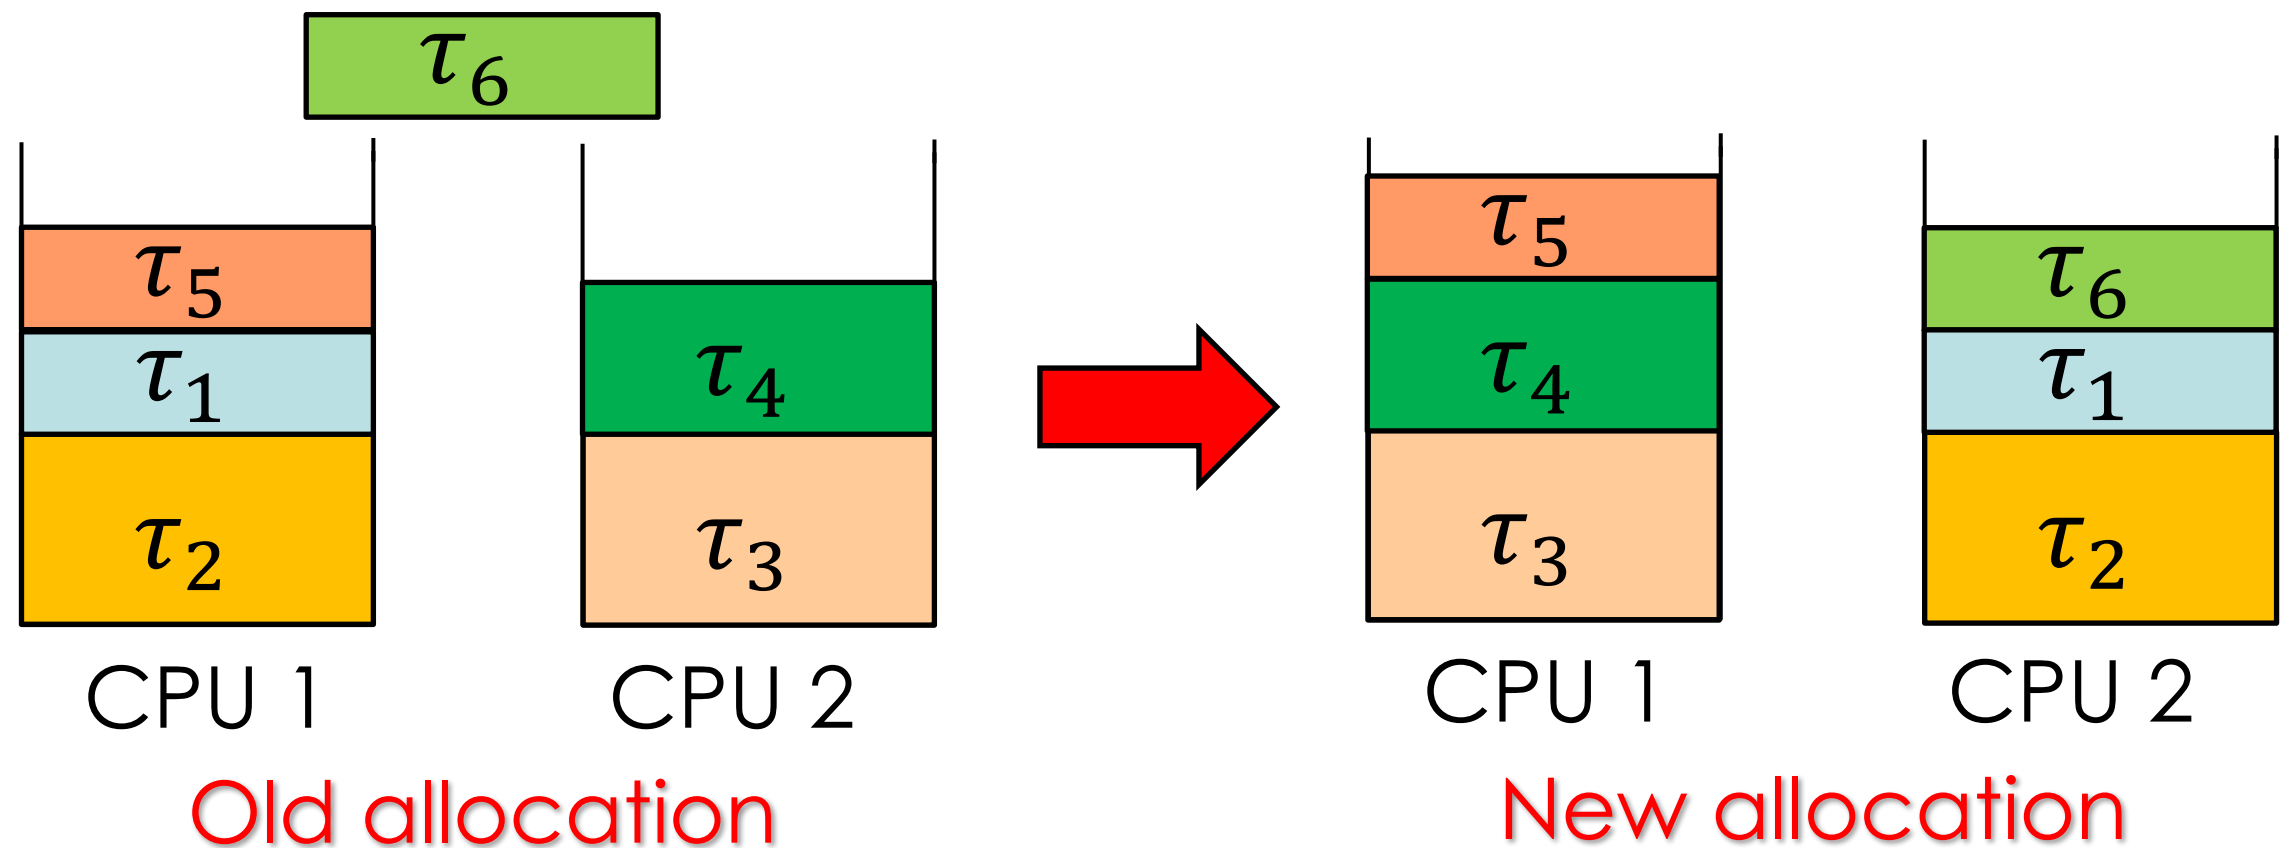 τ₆
τ₅
τ₁
τ₂
CPU 1
τ₄
τ₃
CPU 2
Old allocation
τ₅
τ₄
τ₃
CPU 1
τ₆
τ₁
τ₂
CPU 2
New allocation